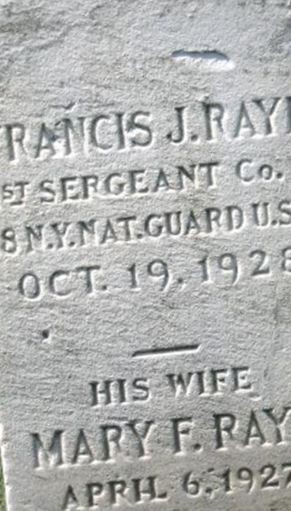 RANCIS J. RAY
ST SERGEANT Co.
8 N.Y. NAT. GUARD U.S
OCT. 19, 1928
HIS WIFE
MARY F. RAY
APRIL 6, 1927